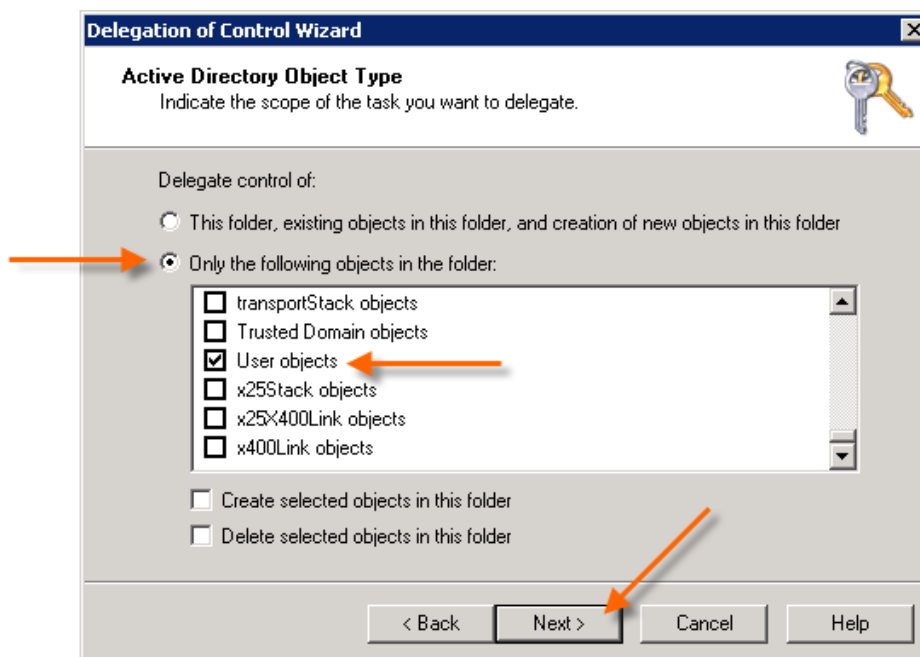 Delegation of Control Wizard
Active Directory Object Type
Indicate the scope of the task you want to delegate.
Delegate control of:
This folder, existing objects in this folder, and creation of new objects in this folder
Only the following objects in the folder:
transportStack objects
Trusted Domain objects
User objects
x25Stack objects
x25X400Link objects
x400Link objects
Create selected objects in this folder
Delete selected objects in this folder
< Back Next > Cancel Help